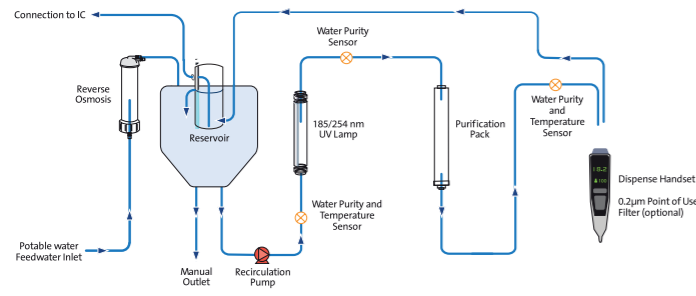 Connection to IC
Reverse
Osmosis
Reservoir
Potable water
Feedwater Inlet
Manual
Outlet
Recirculation
Pump
Water Purity and
Temperature
Sensor
185/254 nm
UV Lamp
Water Purity
Sensor
Purification
Pack
Water Purity
and
Temperature
Sensor
18.2
Dispense Handset
0.2µm Point of Use
Filter (optional)